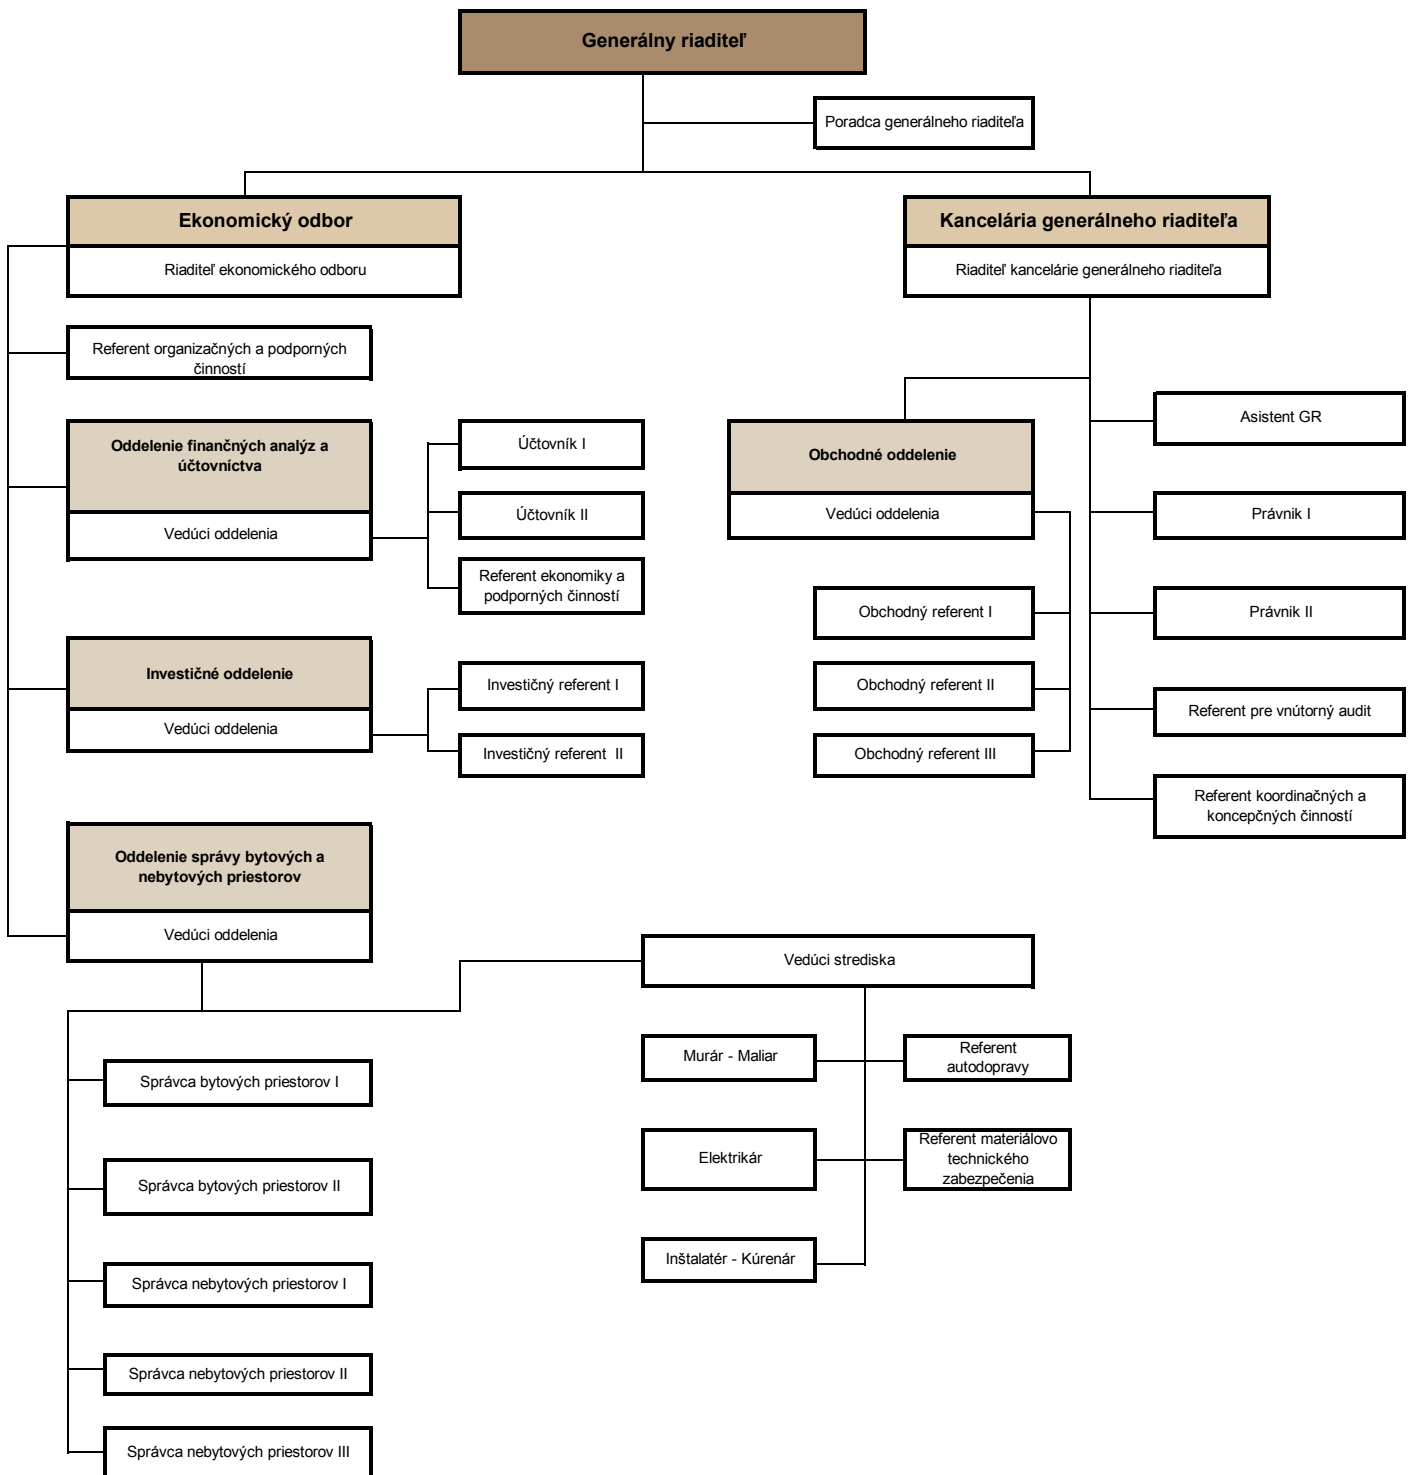 Generálny riaditeľ
Poradca generálneho riaditeľa
Ekonomický odbor
Riaditeľ ekonomického odboru
Kancelária generálneho riaditeľa
Riaditeľ kancelárie generálneho riaditeľa
Referent organizačných a podporných
činností
Oddelenie finančných analýz a
účtovníctva
Vedúci oddelenia
Účtovník I
Účtovník II
Referent ekonomiky a
podporných činností
Investičné oddelenie
Vedúci oddelenia
Investičný referent I
Investičný referent  II
Obchodné oddelenie
Vedúci oddelenia
Obchodný referent I
Obchodný referent II
Obchodný referent III
Asistent GR
Právnik I
Právnik II
Referent pre vnútorný audit
Referent koordinačných a
koncepčných činností
Oddelenie správy bytových a
nebytových priestorov
Vedúci oddelenia
Správca bytových priestorov I
Správca bytových priestorov II
Správca nebytových priestorov I
Správca nebytových priestorov II
Správca nebytových priestorov III
Vedúci strediska
Murár - Maliar
Referent
autodopravy
Elektrikár
Referent materiálovo
technického
zabezpečenia
Inštalatér - Kúrenár